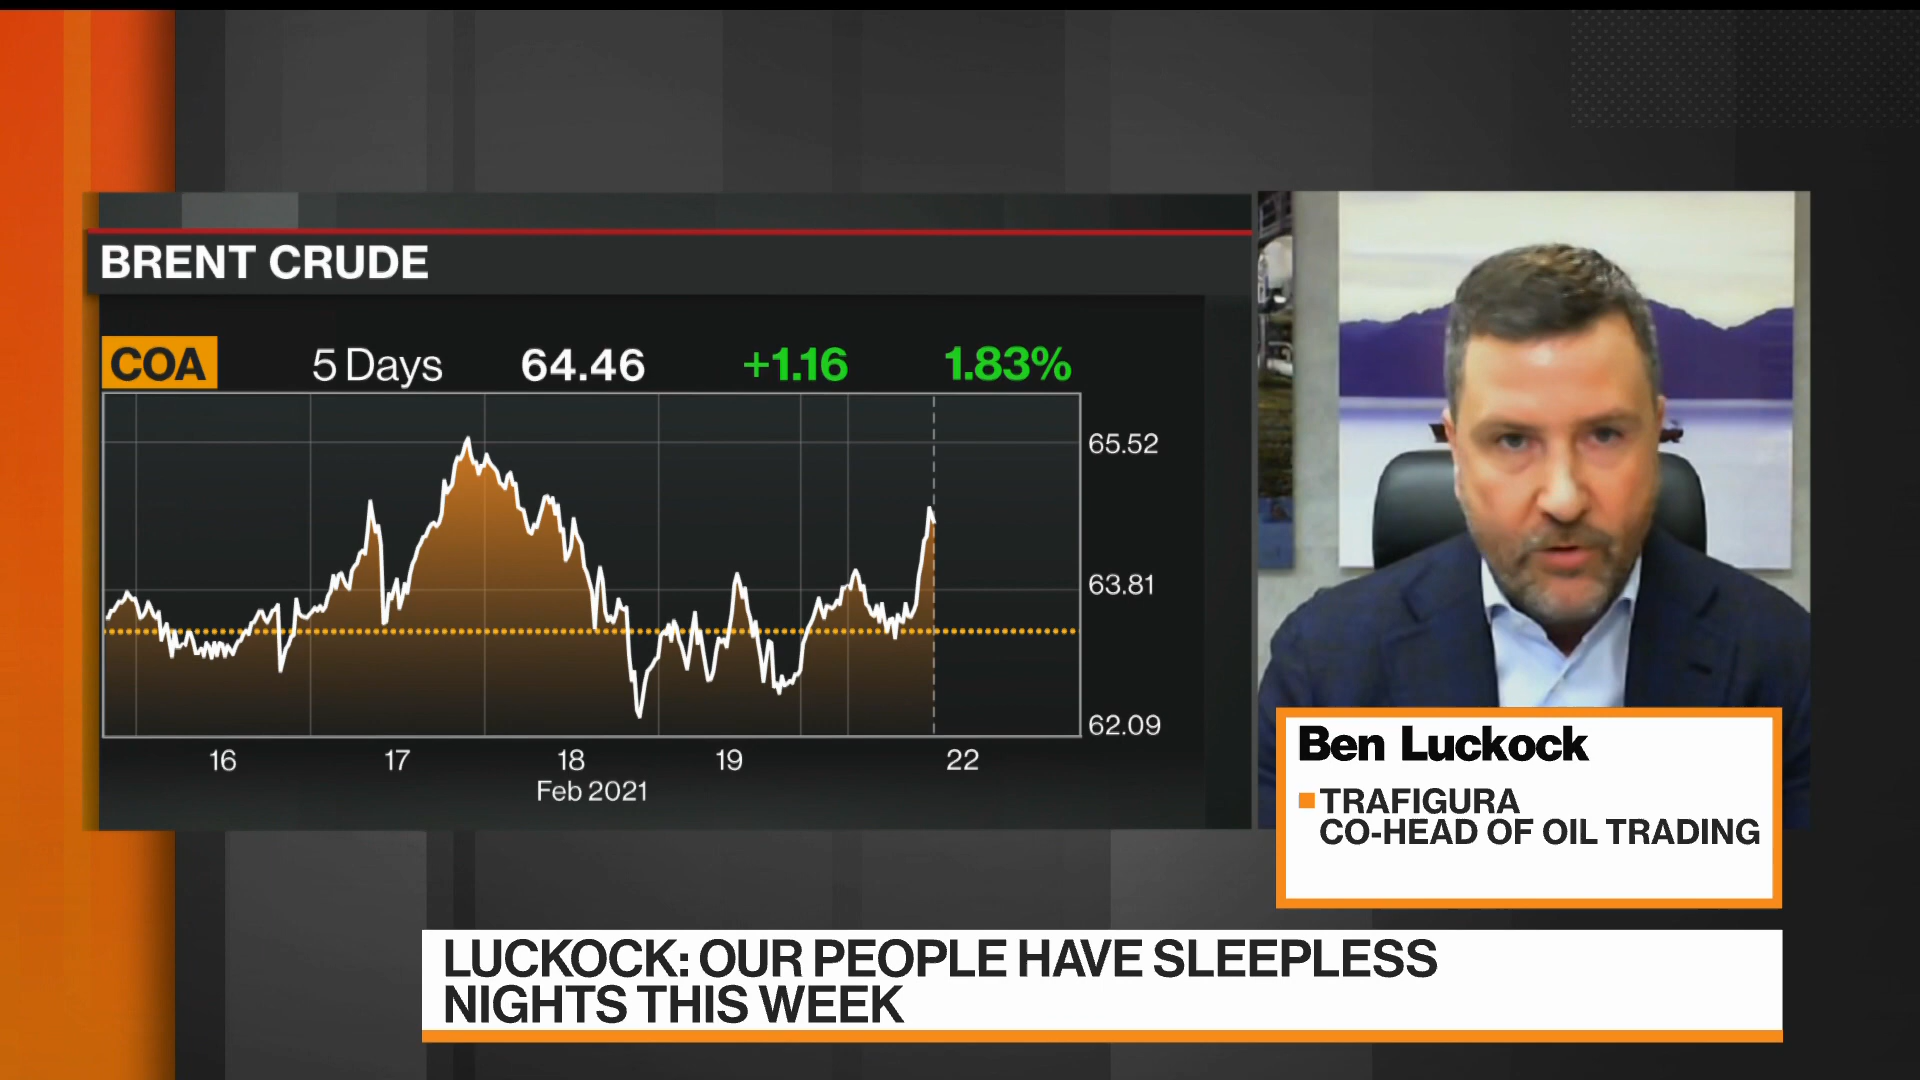 BRENT CRUDE
COA 5 Days 64.46 +1.16 1.83%
65.52
63.81
62.09
16 17 18 19 22
Feb 2021
Ben Luckock
TRAFIGURA
CO-HEAD OF OIL TRADING
LUCKOCK: OUR PEOPLE HAVE SLEEPLESS
NIGHTS THIS WEEK